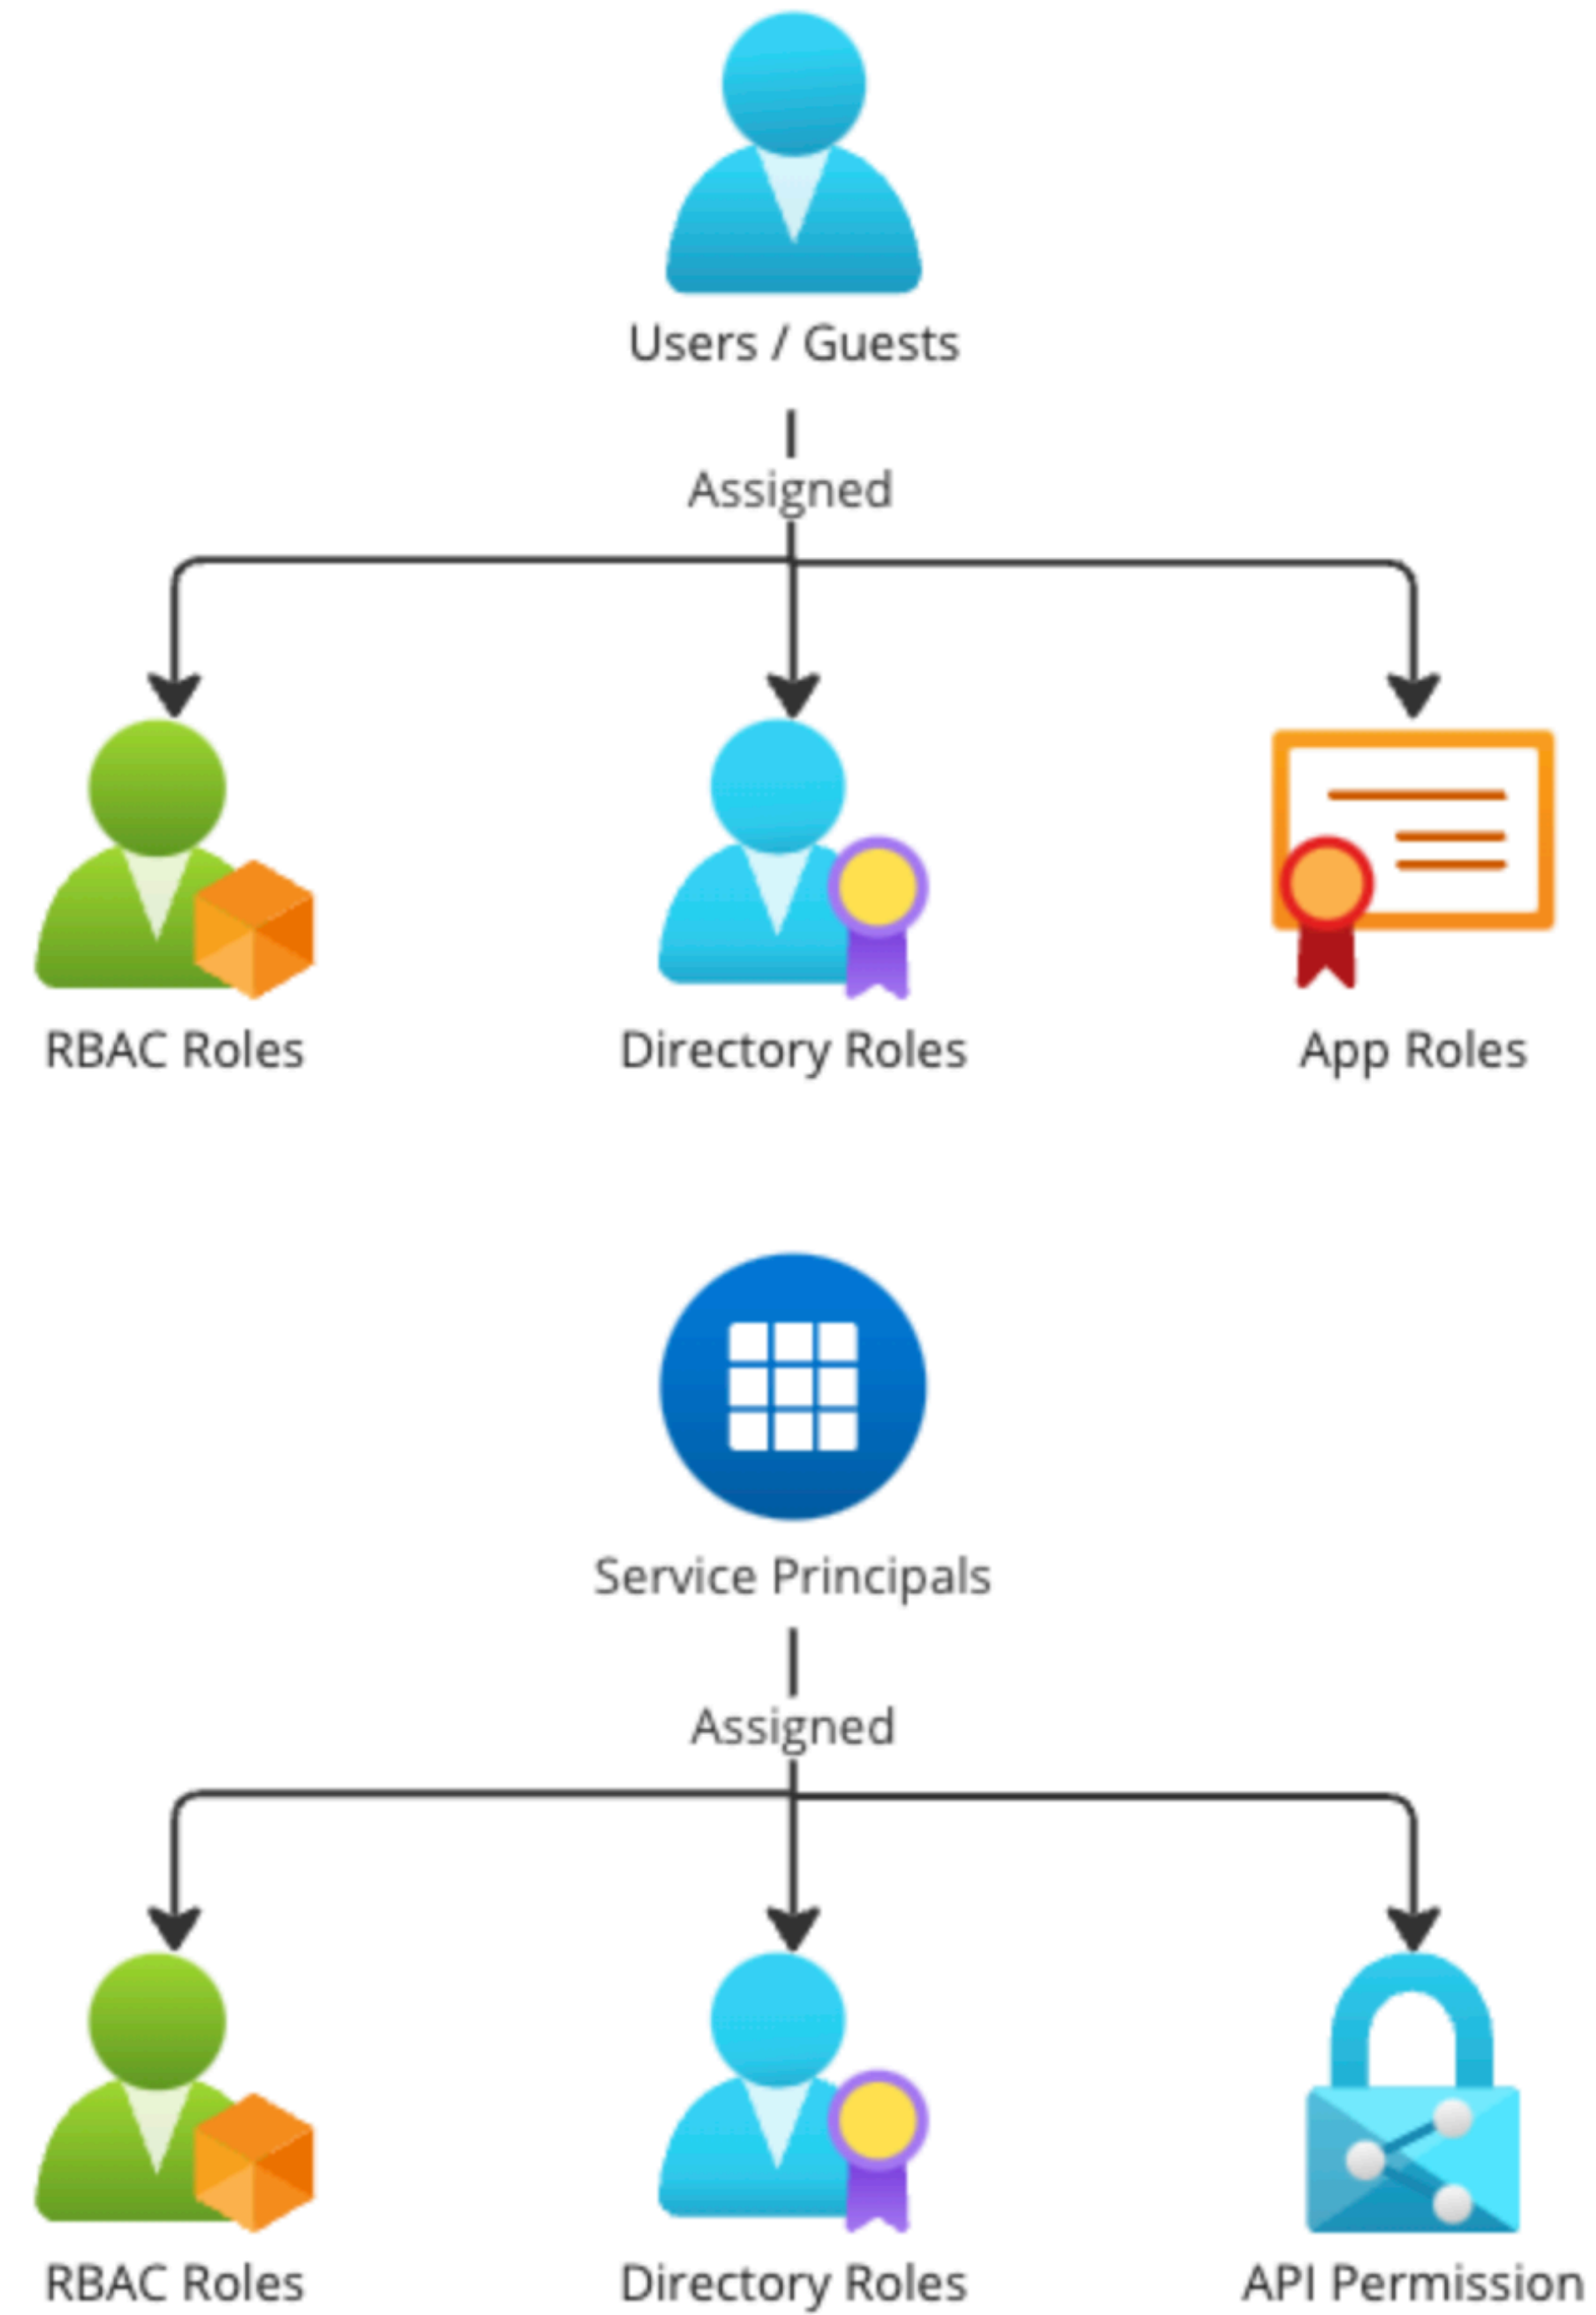 Users / Guests
Assigned
RBAC Roles
Directory Roles
App Roles
Service Principals
Assigned
RBAC Roles
Directory Roles
API Permission